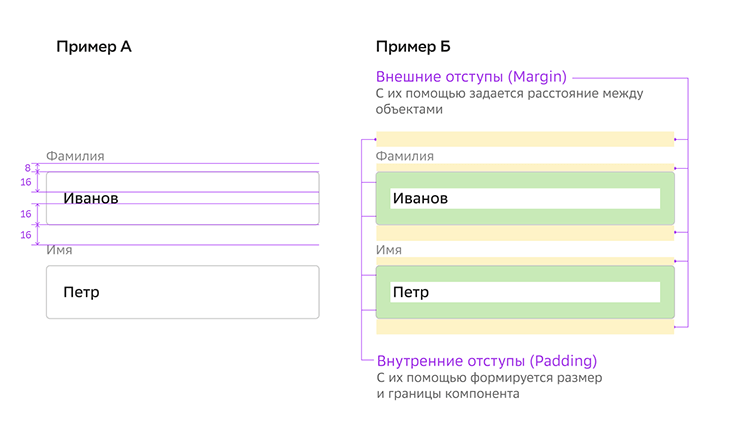 Пример А
Фамилия
8
16
Иванов
16
16
Имя
Петр
Пример Б
Внешние отступы (Margin)
С их помощью задается расстояние между
объектами
Фамилия
Иванов
Имя
Петр
Внутренние отступы (Padding)
С их помощью формируется размер
и границы компонента